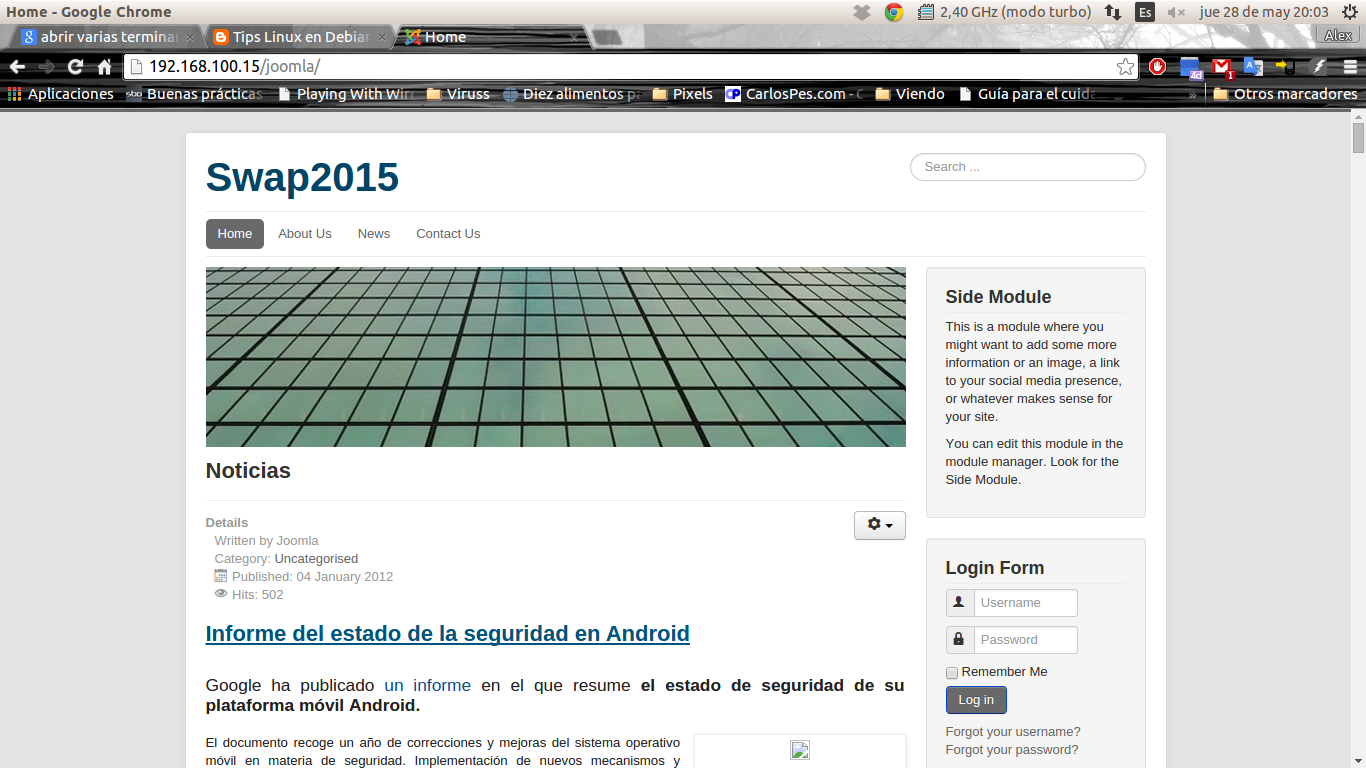 Home - Google Chrome
2,40 GHz (modo turbo) Es jue 28 de may 20:03
abrir varias terminar Tips Linux en Debiar Home Alex
192.168.100.15/joomla/ 4d 1
Aplicaciones sbo Buenas prácticas Playing With Viruss Diez alimentos CP CarlosPes.com - Pixels Viendo Guía para el cuida » Otros marcadores
Swap2015
Search ...
Home About Us News Contact Us
Noticias
Details
Written by Joomla
Category: Uncategorised
Published: 04 January 2012
Hits: 502
Informe del estado de la seguridad en Android
Google ha publicado un informe en el que resume el estado de seguridad de su
plataforma móvil Android.
El documento recoge un año de correcciones y mejoras del sistema operativo
móvil en materia de seguridad. Implementación de nuevos mecanismos y
Side Module
This is a module where you
might want to add some more
information or an image, a link
to your social media presence,
or whatever makes sense for
your site.
You can edit this module in the
module manager. Look for the
Side Module.
Login Form
Username
Password
Remember Me
Log in
Forgot your username?
Forgot your password?